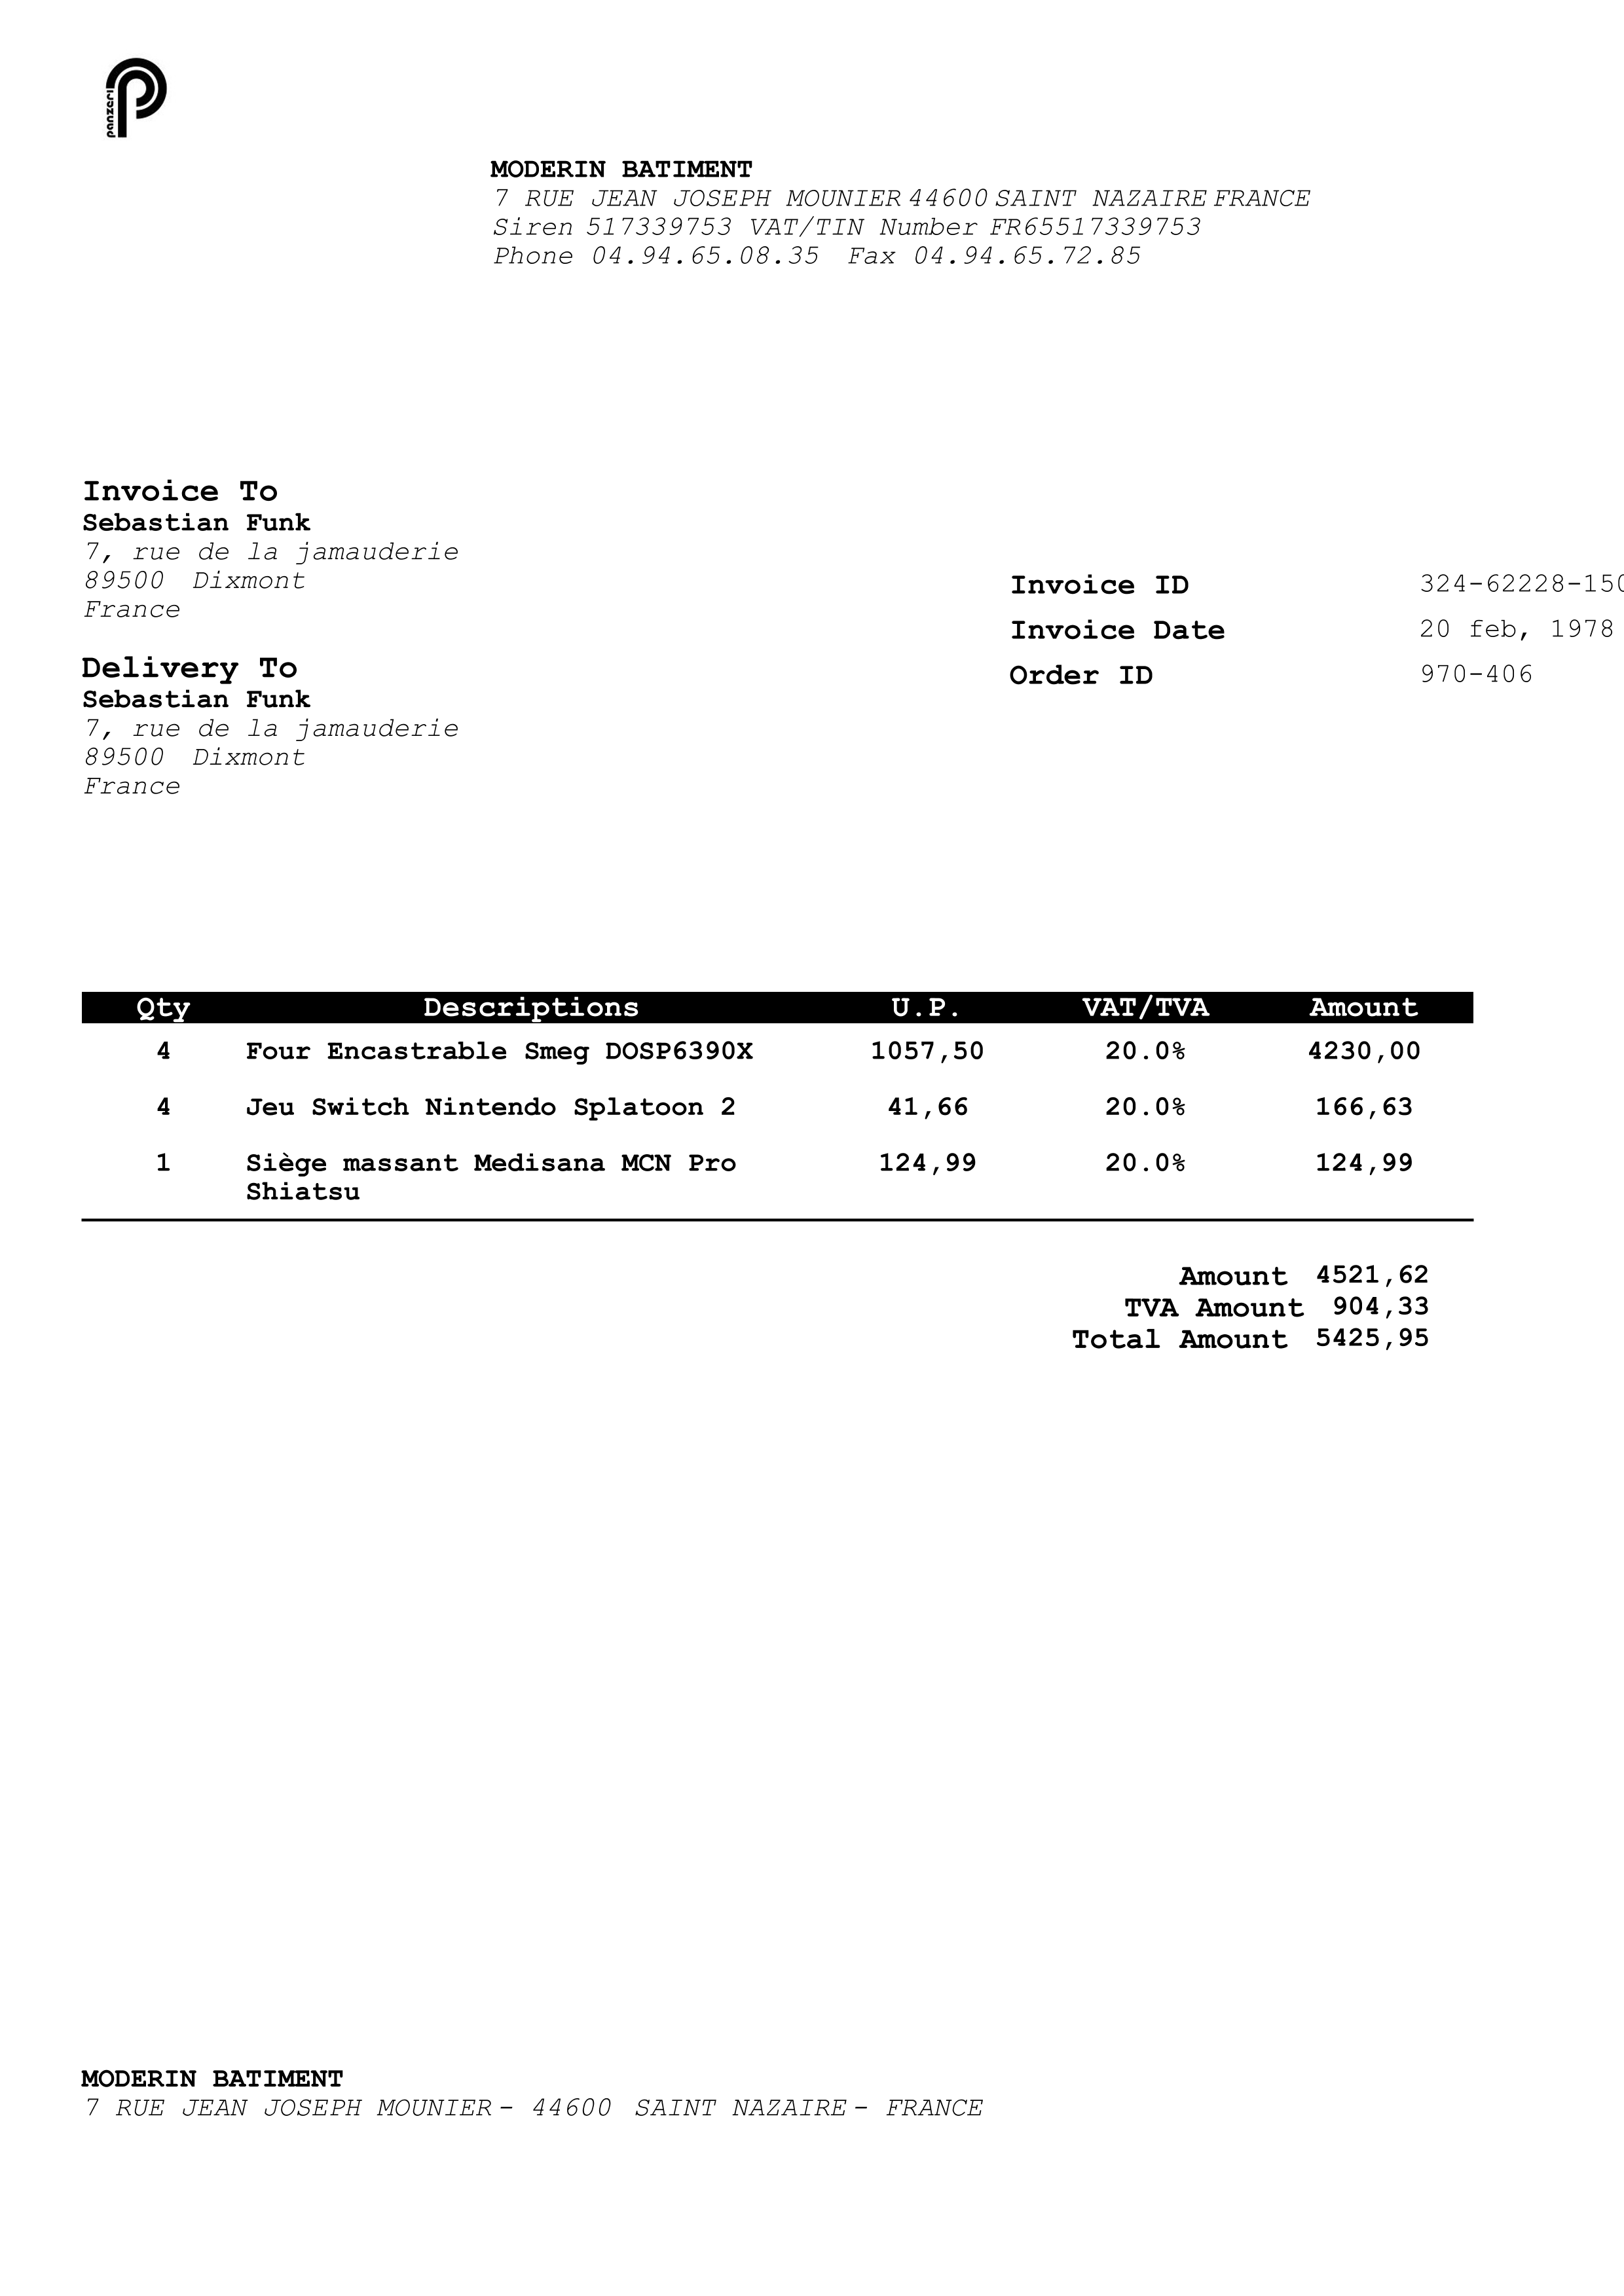 panzeri
MODERIN BATIMENT
7 RUE JEAN JOSEPH MOUNIER 44600 SAINT NAZAIRE FRANCE
Siren 517339753 VAT/TIN Number FR65517339753
Phone 04.94.65.08.35 Fax 04.94.65.72.85
Invoice To
Sebastian Funk
7, rue de la jamauderie
89500 Dixmont
France
Invoice ID 324-62228-150
Invoice Date 20 feb, 1978
Order ID 970-406
Delivery To
Sebastian Funk
7, rue de la jamauderie
89500 Dixmont
France
Qty Descriptions U.P. VAT/TVA Amount
4 Four Encastrable Smeg DOSP6390X 1057,50 20.0% 4230,00
4 Jeu Switch Nintendo Splatoon 2 41,66 20.0% 166,63
1 Siège massant Medisana MCN Pro 124,99 20.0% 124,99
Shiatsu
Amount 4521,62
TVA Amount 904,33
Total Amount 5425,95
MODERIN BATIMENT
7 RUE JEAN JOSEPH MOUNIER - 44600 SAINT NAZAIRE - FRANCE